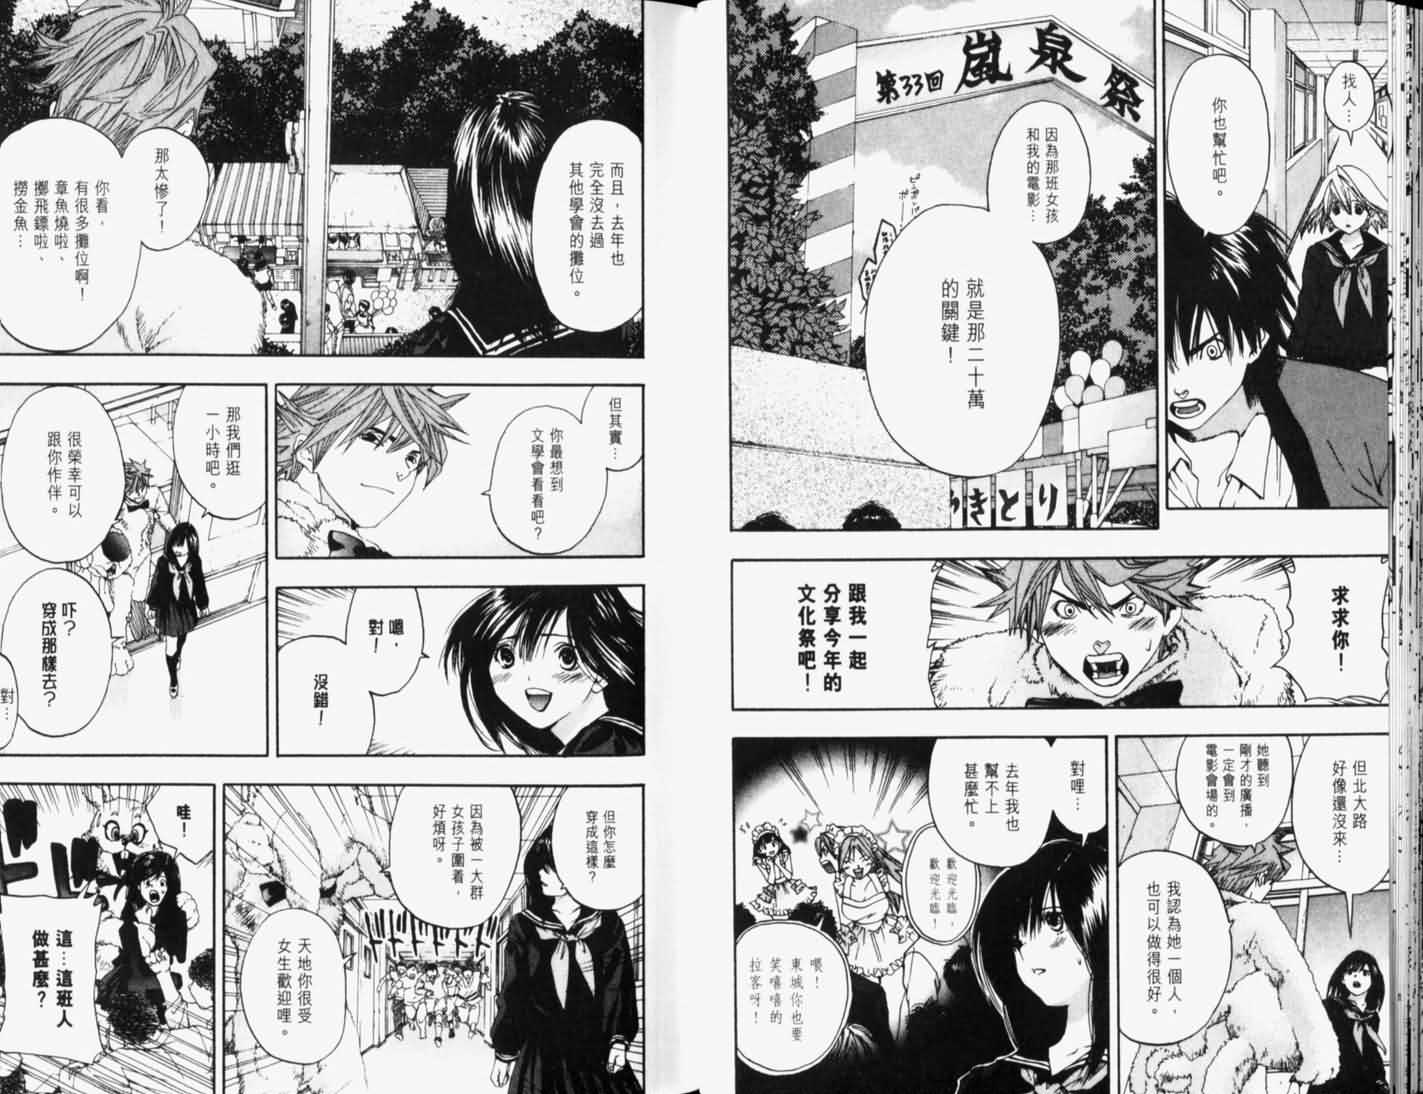 找人…
你也幫忙吧。
第33回 嵐泉祭
因為那班女孩
和我的電影…
就是那二十萬
的關鍵！
やきとり
求求你！
跟我一起
分享今年的
文化祭吧！
但北大路
好像還沒來…
她聽到
剛才的廣播，
一定會到
電影會場的。
我認為她一個人，
也可以做得很好。
對哩…
去年我也
幫不上
甚麼忙。
歡迎光臨！
歡迎光臨！
喂！
東城你也要
笑嘻嘻的
拉客呀！
而且，去年也
完全沒去過
其他學會的攤位。
那太慘了！
你看，
有很多攤位啊！
章魚燒啦、
擲飛鏢啦、
撈金魚…
但其實…
你最想到
文學會看看吧？
嗯！
對！
沒錯！
那我們逛
一小時吧。
很榮幸可以
跟你作伴。
吓？
穿成那樣去？
對…
但你怎麼
穿成這樣？
因為被一大群
女孩子圍着，
好煩呀。
ドドドドドド
天地你很受
女生歡迎哩。
哇！
ドドド
這…這班人
做甚麼？